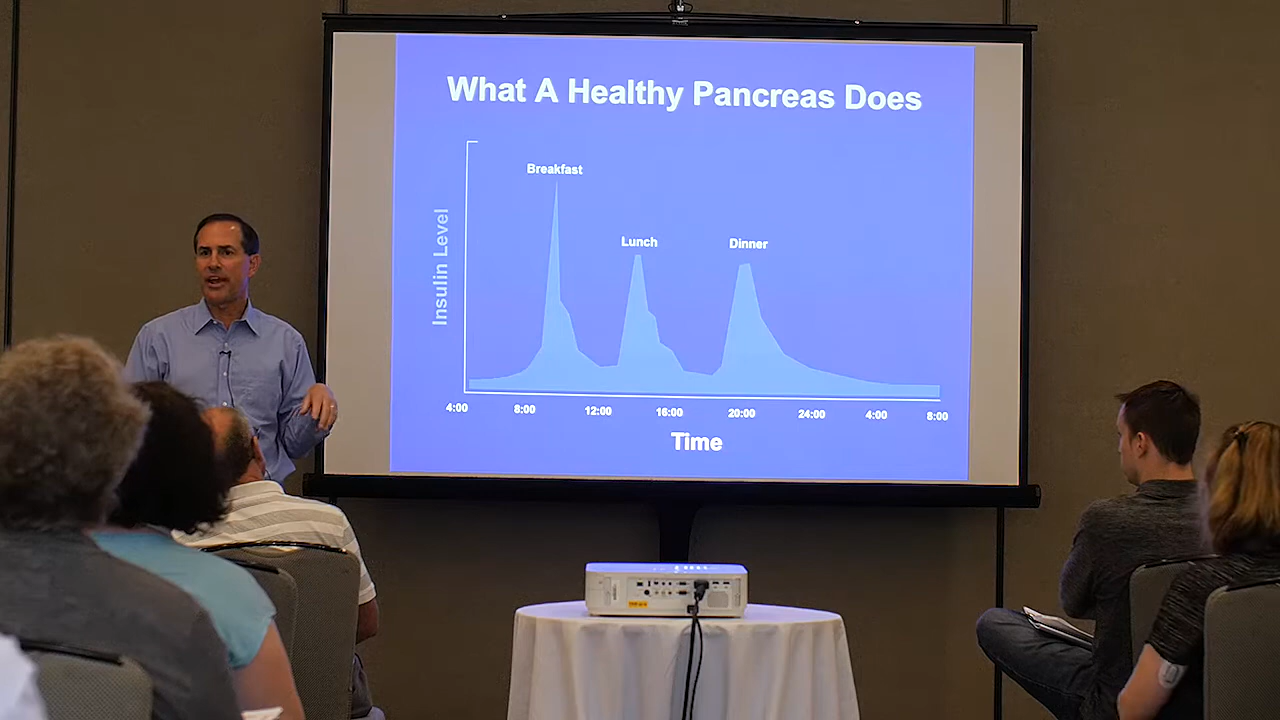 What A Healthy Pancreas Does
Breakfast
Lunch
Dinner
Insulin Level
4:00 8:00 12:00 16:00 20:00 24:00 4:00 8:00
Time